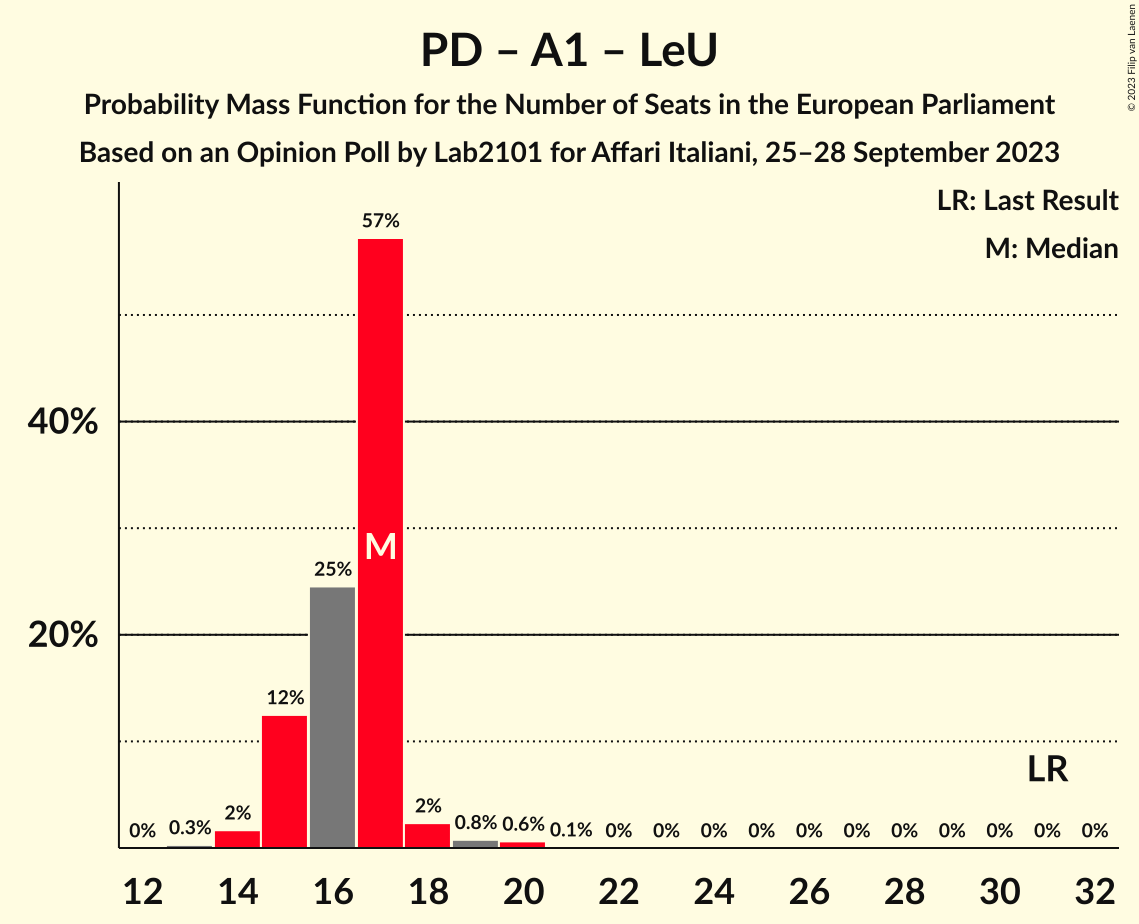 PD – A1 – LeU
Probability Mass Function for the Number of Seats in the European Parliament
Based on an Opinion Poll by Lab2101 for Affari Italiani, 25–28 September 2023
© 2023 Filip van Laenen
LR: Last Result
M: Median
57%
40%
M
25%
20%
12%
LR
0% 0.3% 2% 2% 0.8% 0.6% 0.1% 0% 0% 0% 0% 0% 0% 0% 0% 0% 0% 0%
12 14 16 18 20 22 24 26 28 30 32